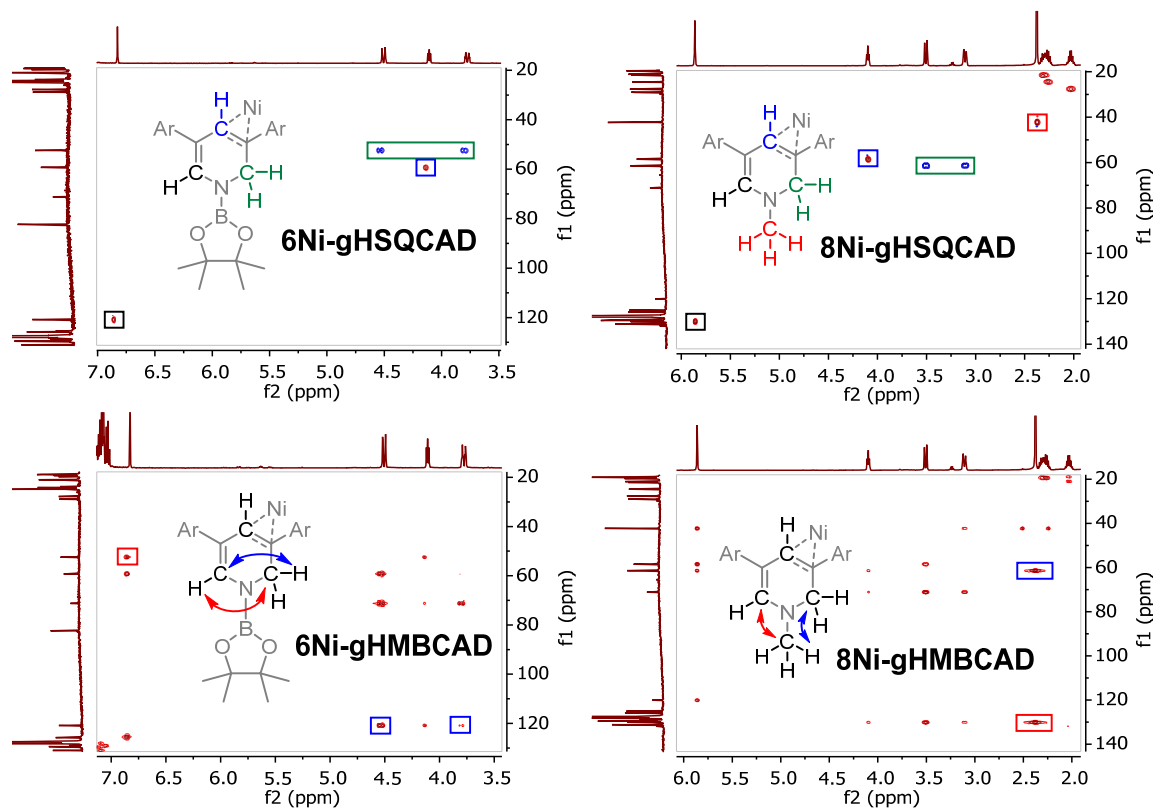 H
Ni
Ar
Ar
C
C
C
H
H
N
H
B
O
O
6Ni-gHSQCAD
20
40
60
80
100
120
f1 (ppm)
7.0 6.5 6.0 5.5 5.0 4.5 4.0 3.5
f2 (ppm)
H
Ni
Ar
Ar
C
C
C
H
H
N
H
C
H
H
H
8Ni-gHSQCAD
20
40
60
80
100
120
140
f1 (ppm)
6.0 5.5 5.0 4.5 4.0 3.5 3.0 2.5 2.0
f2 (ppm)
H
Ni
Ar
Ar
H
H
N
H
B
O
O
6Ni-gHMBCAD
20
40
60
80
100
120
f1 (ppm)
7.0 6.5 6.0 5.5 5.0 4.5 4.0 3.5
f2 (ppm)
H
Ni
Ar
Ar
H
H
N
H
C
H
H
H
8Ni-gHMBCAD
20
40
60
80
100
120
140
f1 (ppm)
6.0 5.5 5.0 4.5 4.0 3.5 3.0 2.5 2.0
f2 (ppm)